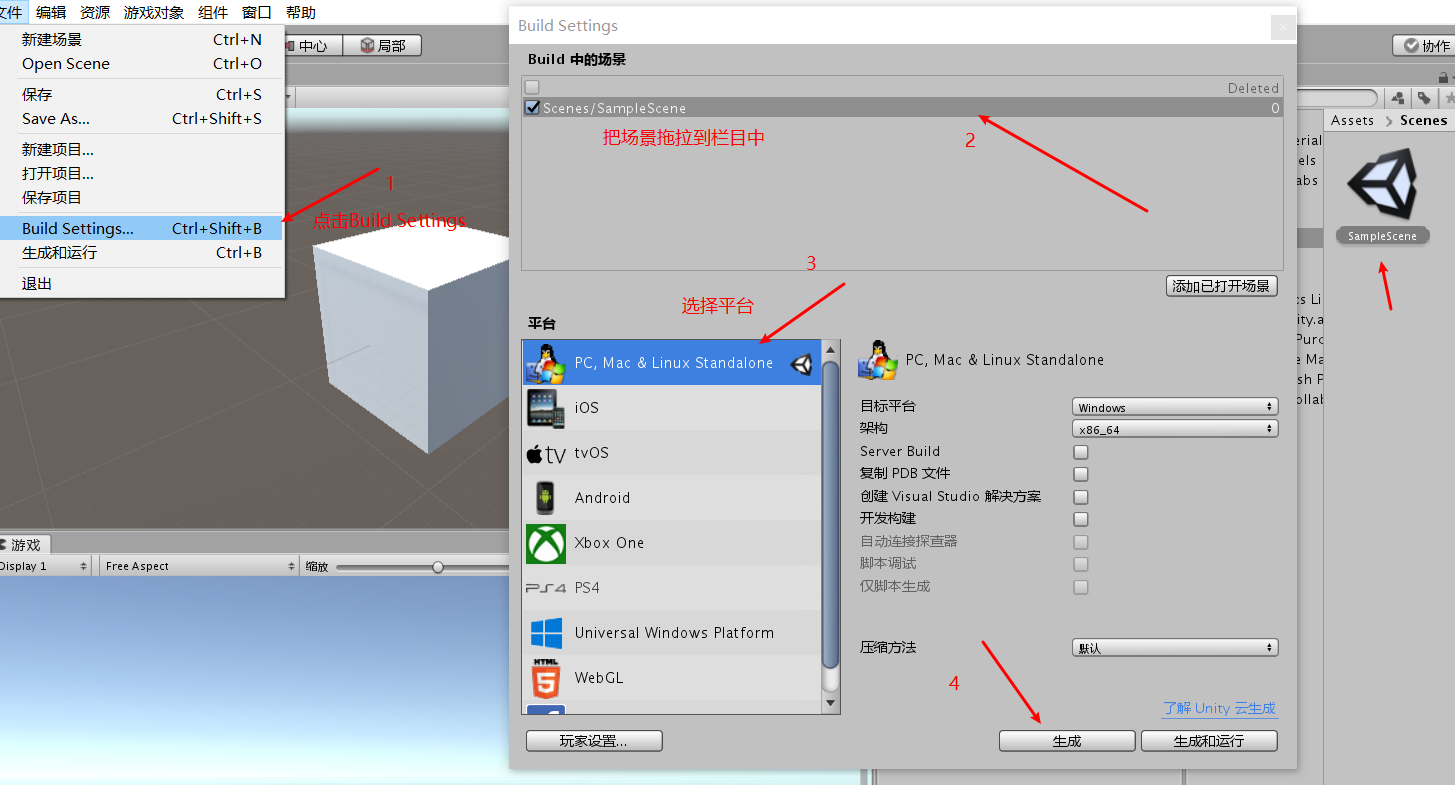 文件 编辑 资源 游戏对象 组件 窗口 帮助
新建场景 Ctrl+N
Open Scene Ctrl+O
保存 Ctrl+S
Save As... Ctrl+Shift+S
新建项目...
打开项目...
保存项目
Build Settings... Ctrl+Shift+B
生成和运行 Ctrl+B
退出
中心 局部
1
点击Build Settings
Build Settings
Build 中的场景
Deleted
Scenes/SampleScene 0
把场景拖拉到栏目中
2
添加已打开场景
3
选择平台
平台
PC, Mac & Linux Standalone
iOS
tv tvOS
Android
Xbox One
PS4 PS4
Universal Windows Platform
HTML
5 WebGL
玩家设置...
PC, Mac & Linux Standalone
目标平台 Windows
架构 x86_64
Server Build
复制 PDB 文件
创建 Visual Studio 解决方案
开发构建
自动连接探查器
脚本调试
仅脚本生成
压缩方法 默认
4
了解 Unity 云生成
生成 生成和运行
协作
Assets Scenes
SampleScene
游戏
Display 1 Free Aspect 缩放